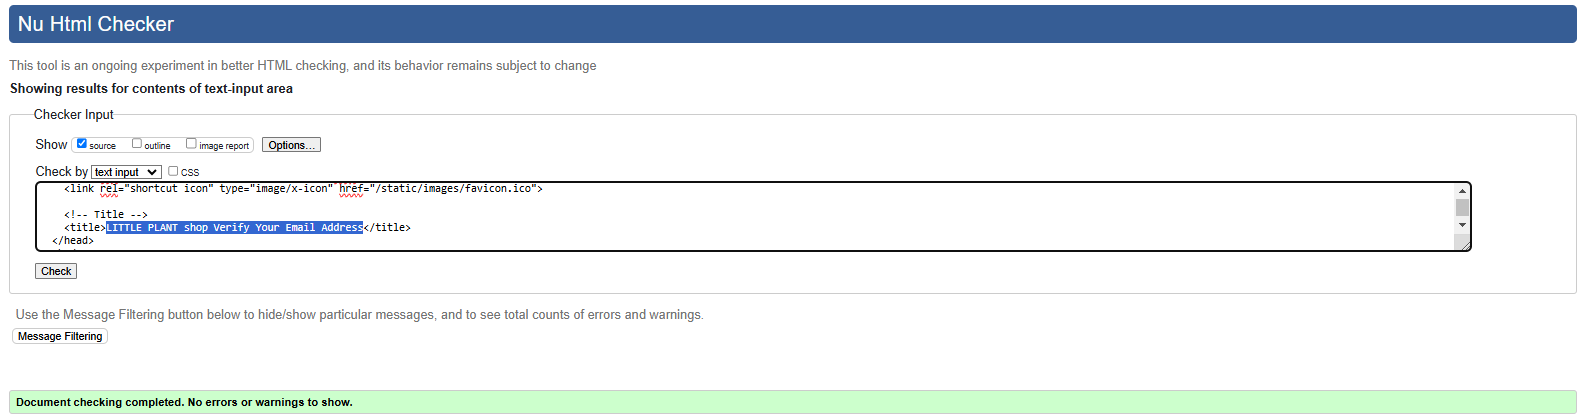 Nu Html Checker
This tool is an ongoing experiment in better HTML checking, and its behavior remains subject to change
Showing results for contents of text-input area
Checker Input
Show source outline image report Options...
Check by text input CSS
<link rel="shortcut icon" type="image/x-icon" href="/static/images/favicon.ico">
<!-- Title -->
<title>LITTLE PLANT shop Verify Your Email Address</title>
</head>
Check
Use the Message Filtering button below to hide/show particular messages, and to see total counts of errors and warnings.
Message Filtering
Document checking completed. No errors or warnings to show.